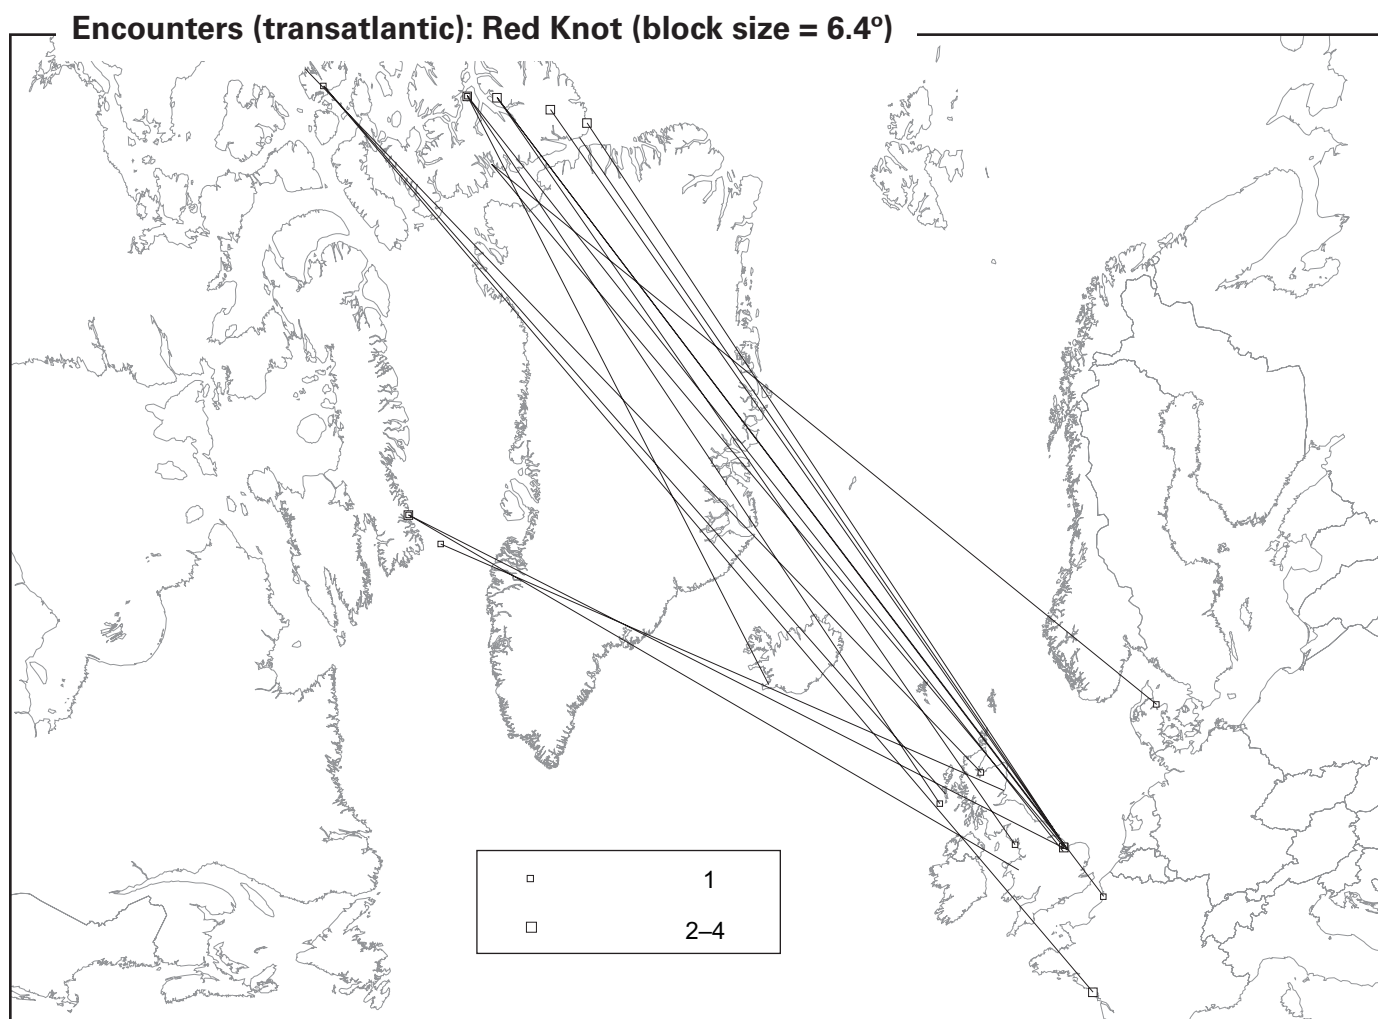 Encounters (transatlantic): Red Knot (block size = 6.4º)
1
2–4